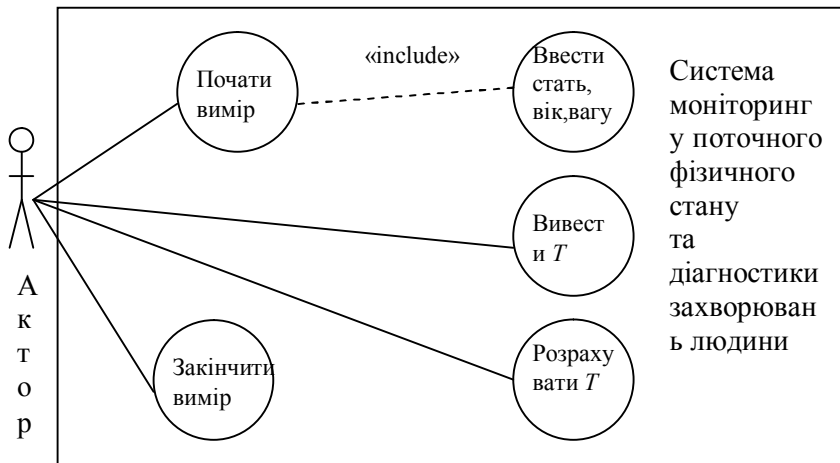 Почати
вимір
«include»
Ввести
стать,
вік,вагу
Система
моніторинг
у поточного
фізичного
стану
та
діагностики
захворюван
ь людини
Вивест
и Т
А
к
т
о
р
Закінчити
вимір
Розраху
вати Т